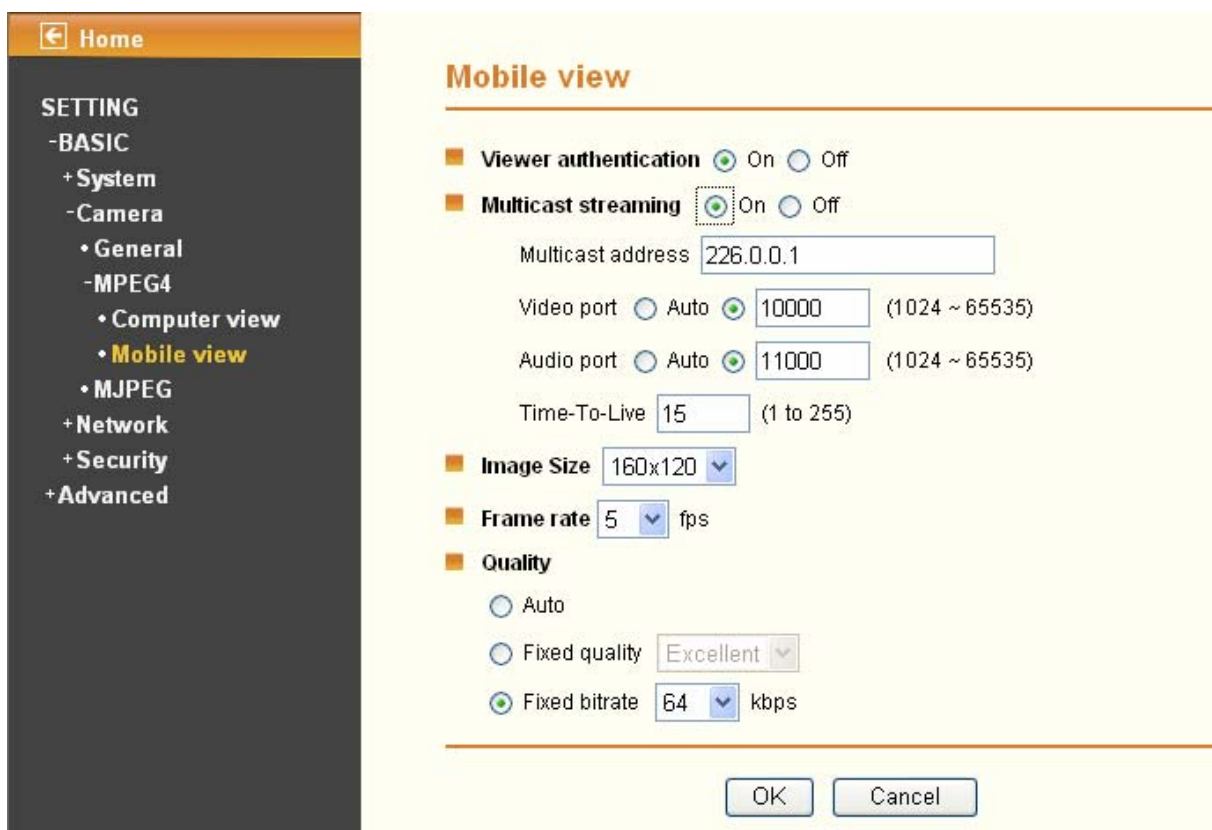 Home
SETTING
-BASIC
+System
-Camera
•General
-MPEG4
•Computer view
•Mobile view
•MJPEG
+Network
+Security
+Advanced
Mobile view
Viewer authentication On Off
Multicast streaming On Off
Multicast address 226.0.0.1
Video port Auto 10000 (1024 ~ 65535)
Audio port Auto 11000 (1024 ~ 65535)
Time-To-Live 15 (1 to 255)
Image Size 160x120
Frame rate 5 fps
Quality
Auto
Fixed quality Excellent
Fixed bitrate 64 kbps
OK Cancel